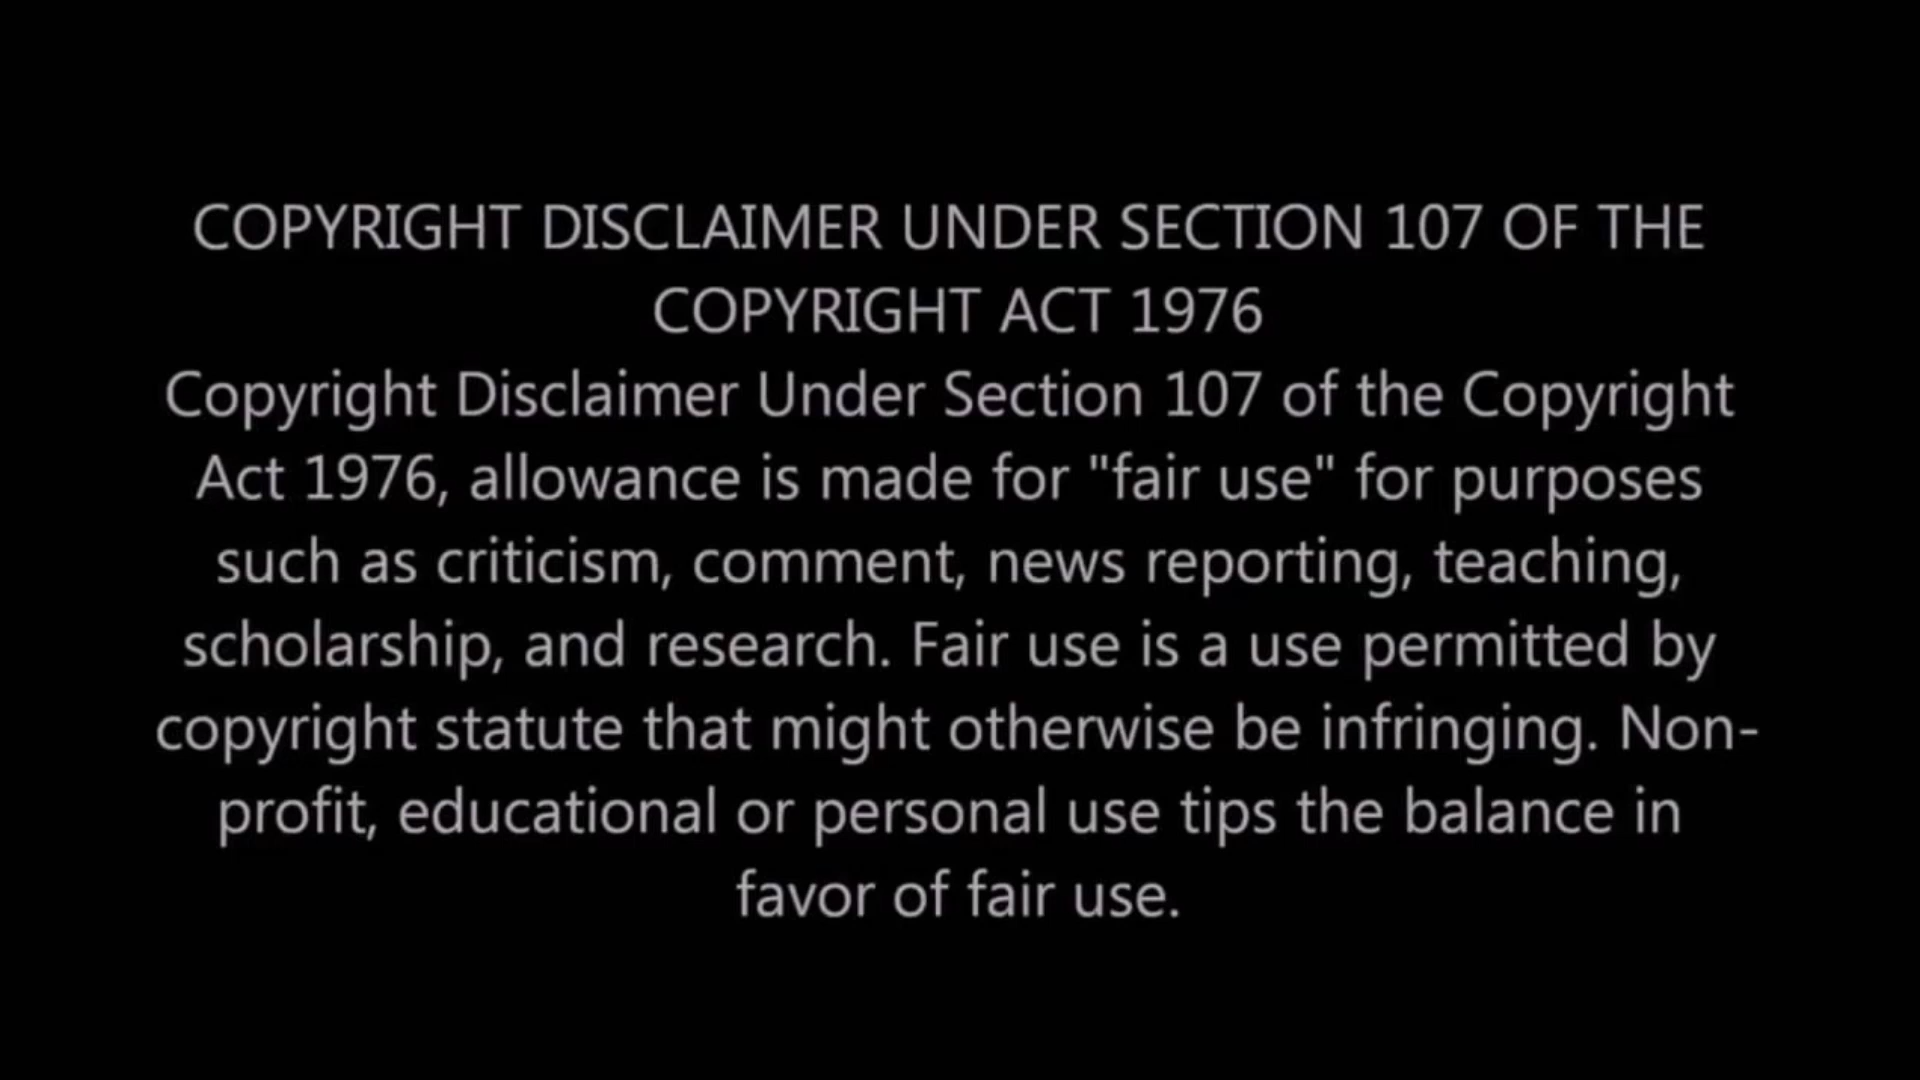 COPYRIGHT DISCLAIMER UNDER SECTION 107 OF THE
COPYRIGHT ACT 1976
Copyright Disclaimer Under Section 107 of the Copyright
Act 1976, allowance is made for "fair use" for purposes
such as criticism, comment, news reporting, teaching,
scholarship, and research. Fair use is a use permitted by
copyright statute that might otherwise be infringing. Non-
profit, educational or personal use tips the balance in
favor of fair use.